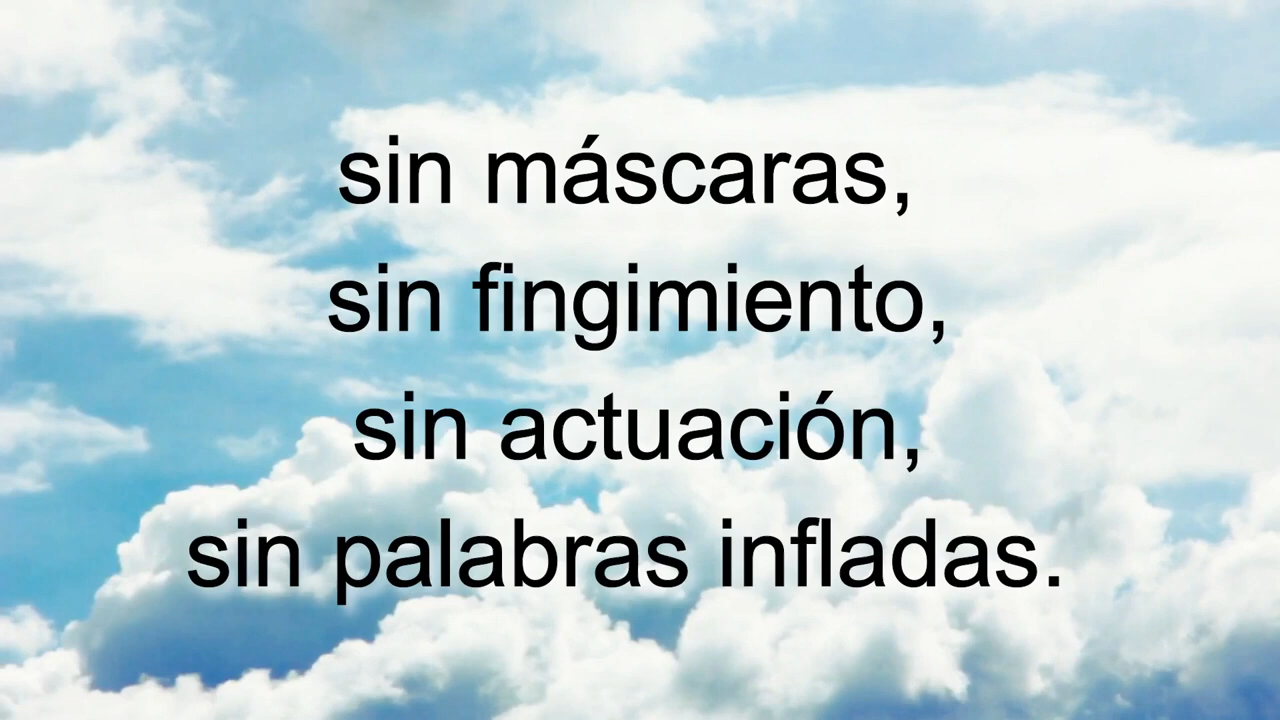 sin máscaras,
sin fingimiento,
sin actuación,
sin palabras infladas.